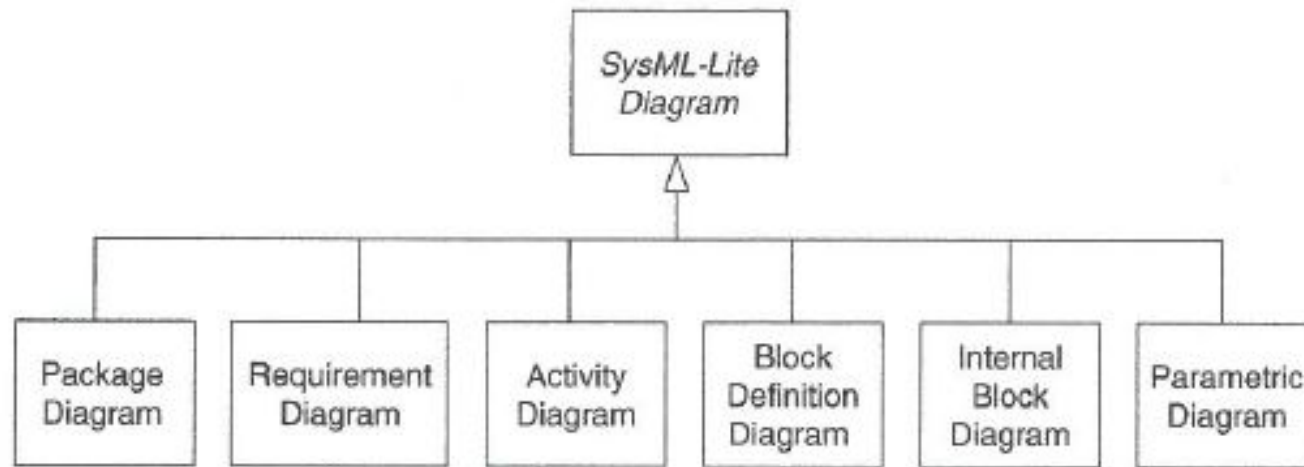 SysML-Lite
Diagram
Package
Diagram
Requirement
Diagram
Activity
Diagram
Block
Definition
Diagram
Internal
Block
Diagram
Parametric
Diagram